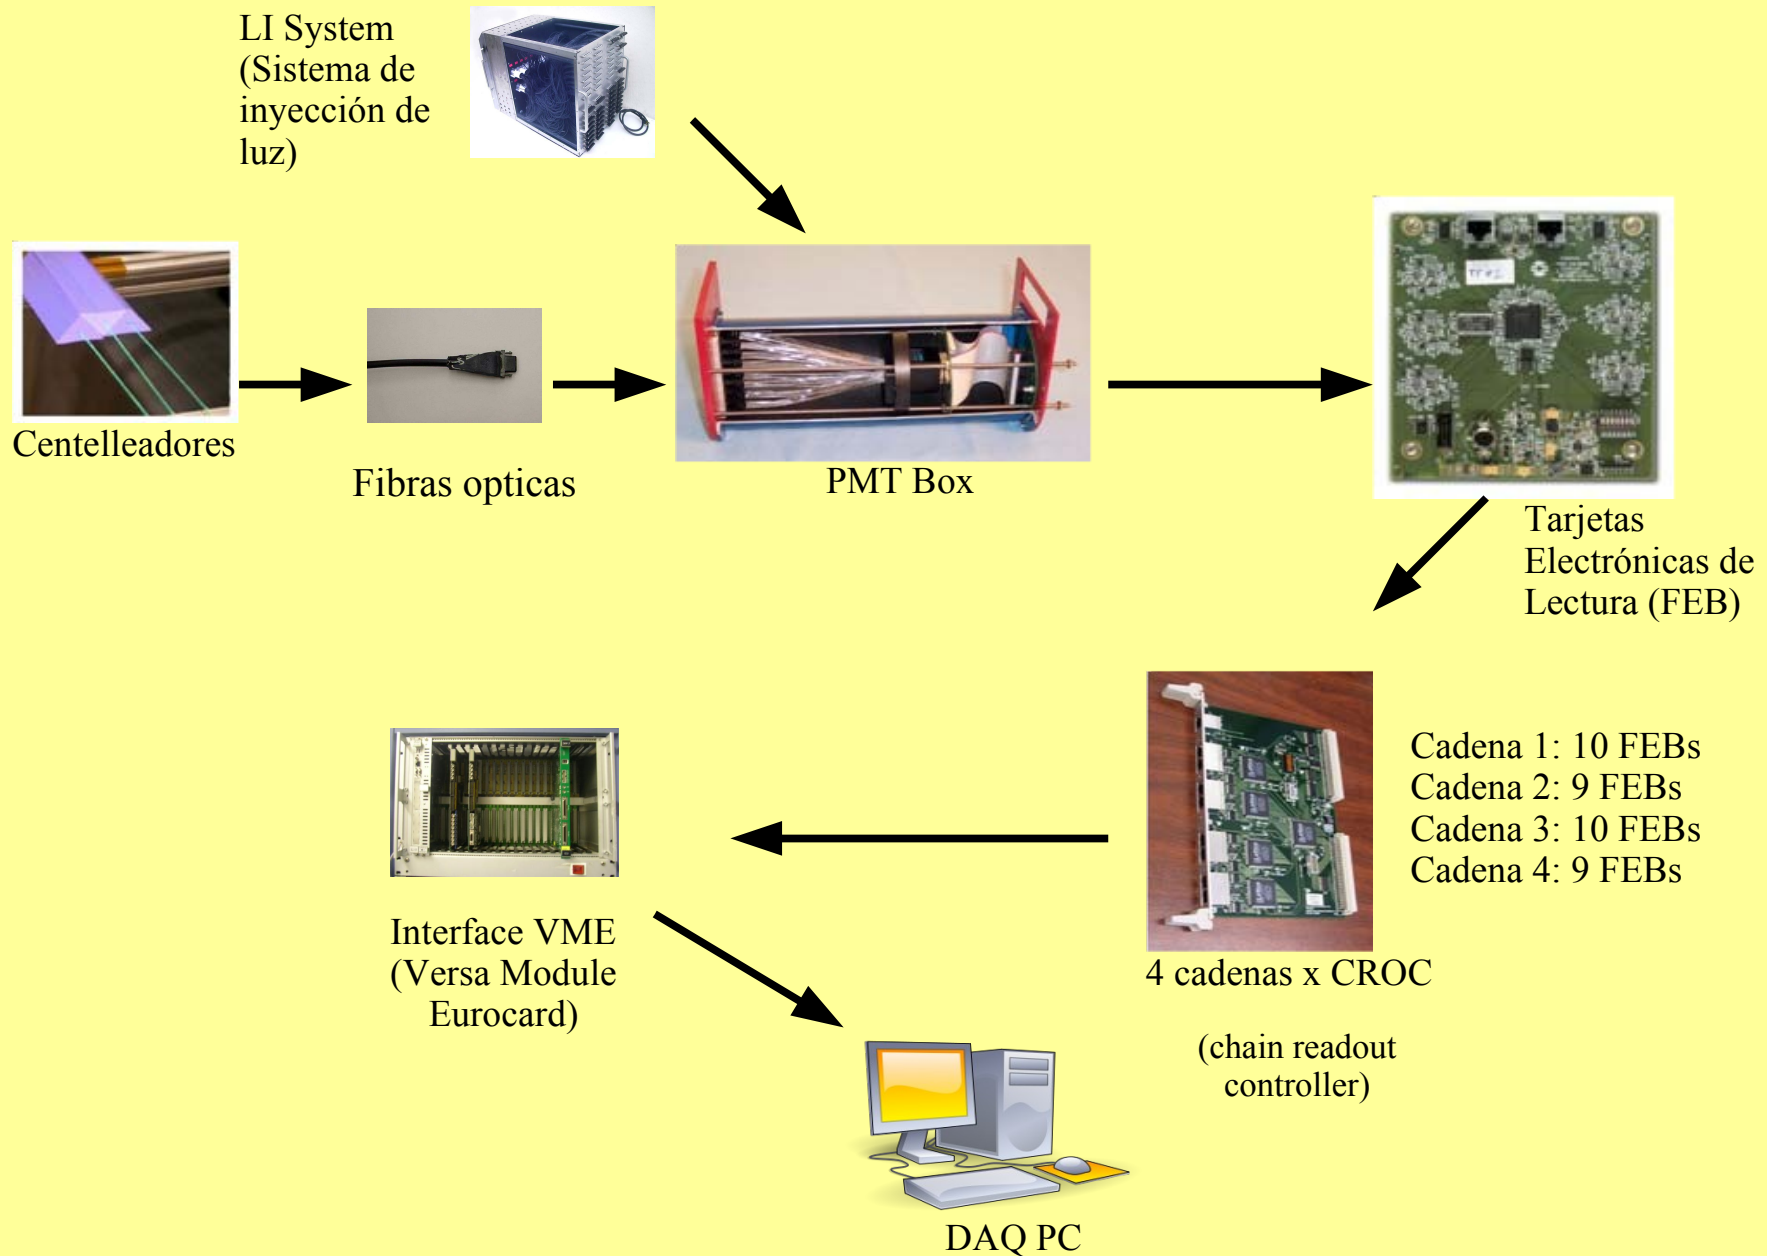 LI System
(Sistema de
inyección de
luz)
Centelleadores
Fibras opticas
PMT Box
Tarjetas
Electrónicas de
Lectura (FEB)
Cadena 1: 10 FEBs
Cadena 2: 9 FEBs
Cadena 3: 10 FEBs
Cadena 4: 9 FEBs
4 cadenas x CROC
(chain readout
controller)
Interface VME
(Versa Module
Eurocard)
DAQ PC